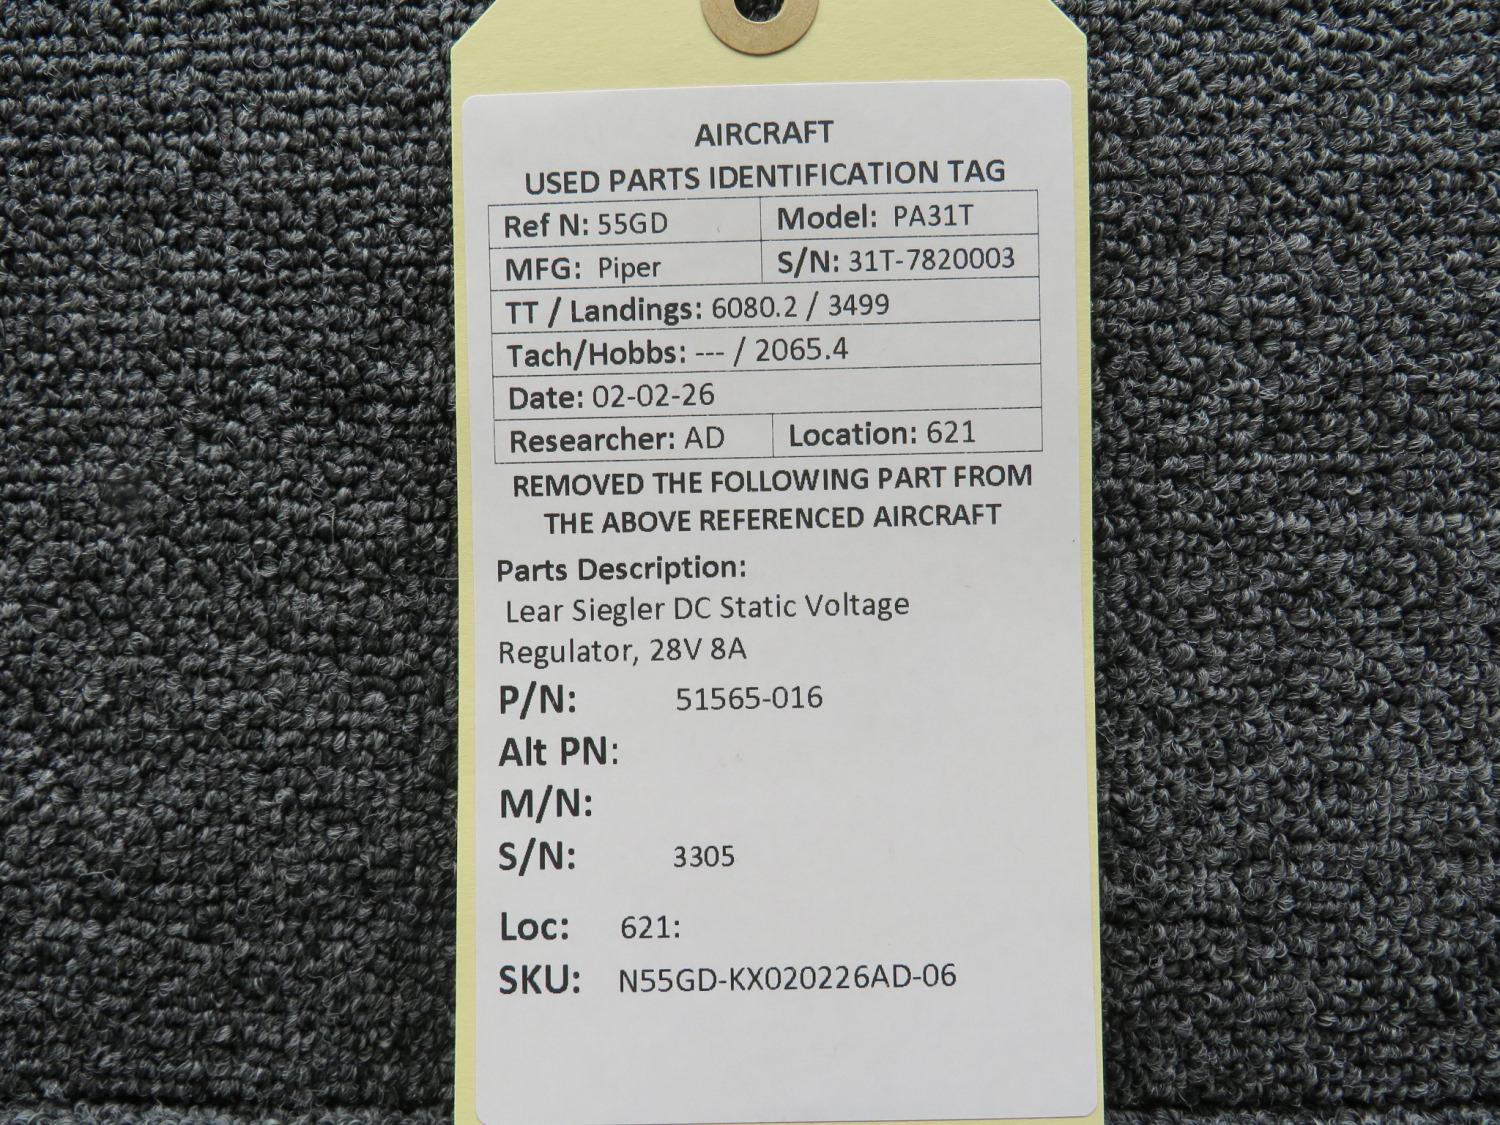 AIRCRAFT
USED PARTS IDENTIFICATION TAG
Ref N: 55GD Model: PA31T
MFG: Piper S/N: 31T-7820003
TT / Landings: 6080.2 / 3499
Tach/Hobbs: --- / 2065.4
Date: 02-02-26
Researcher: AD Location: 621
REMOVED THE FOLLOWING PART FROM
THE ABOVE REFERENCED AIRCRAFT
Parts Description:
Lear Siegler DC Static Voltage
Regulator, 28V 8A
P/N: 51565-016
Alt PN:
M/N:
S/N: 3305
Loc: 621:
SKU: N55GD-KX020226AD-06